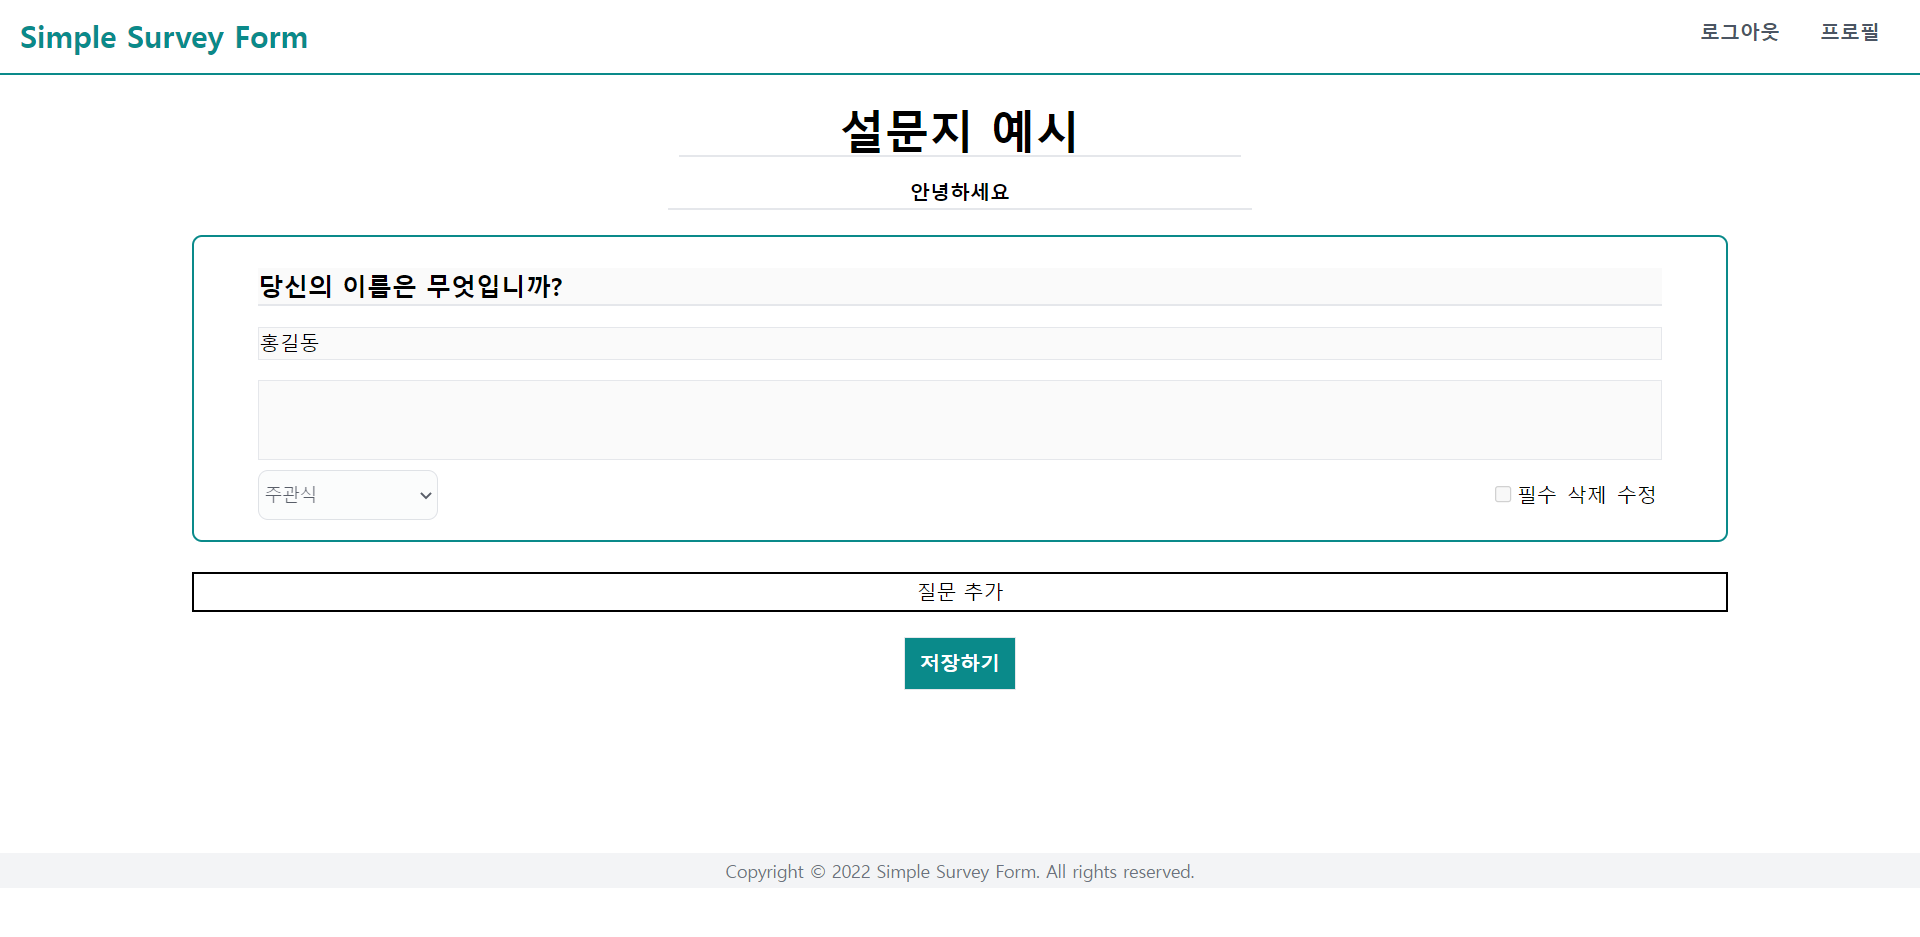 Simple Survey Form
로그아웃 프로필
설문지 예시
안녕하세요
당신의 이름은 무엇입니까?
홍길동
주관식
필수 삭제 수정
질문 추가
저장하기
Copyright © 2022 Simple Survey Form. All rights reserved.